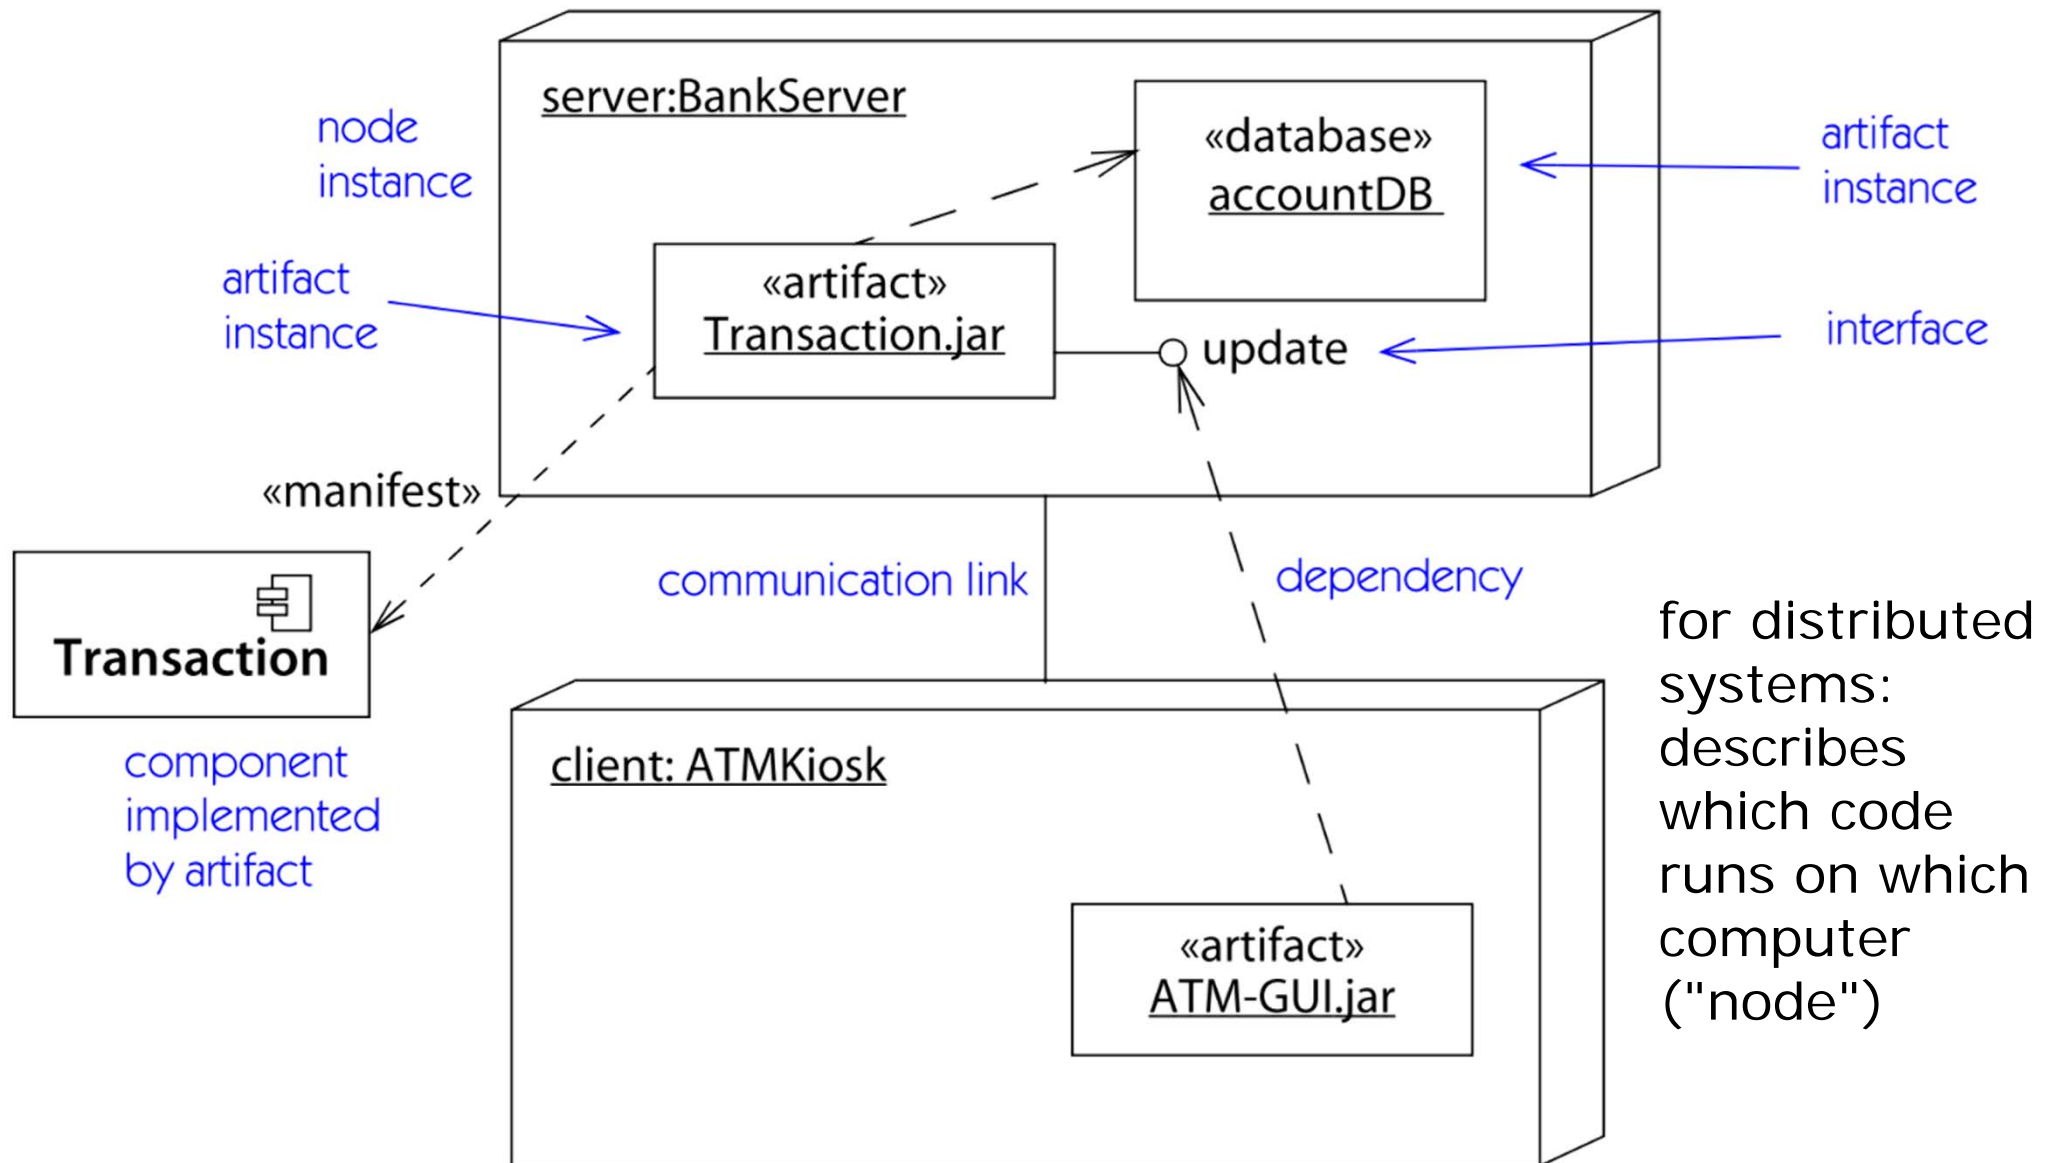 server:BankServer
node
instance
«database»
accountDB
artifact
instance
artifact
instance
«artifact»
Transaction.jar
update
interface
«manifest»
Transaction
component
implemented
by artifact
communication link
dependency
client: ATMKiosk
«artifact»
ATM-GUI.jar
for distributed
systems:
describes
which code
runs on which
computer
("node")